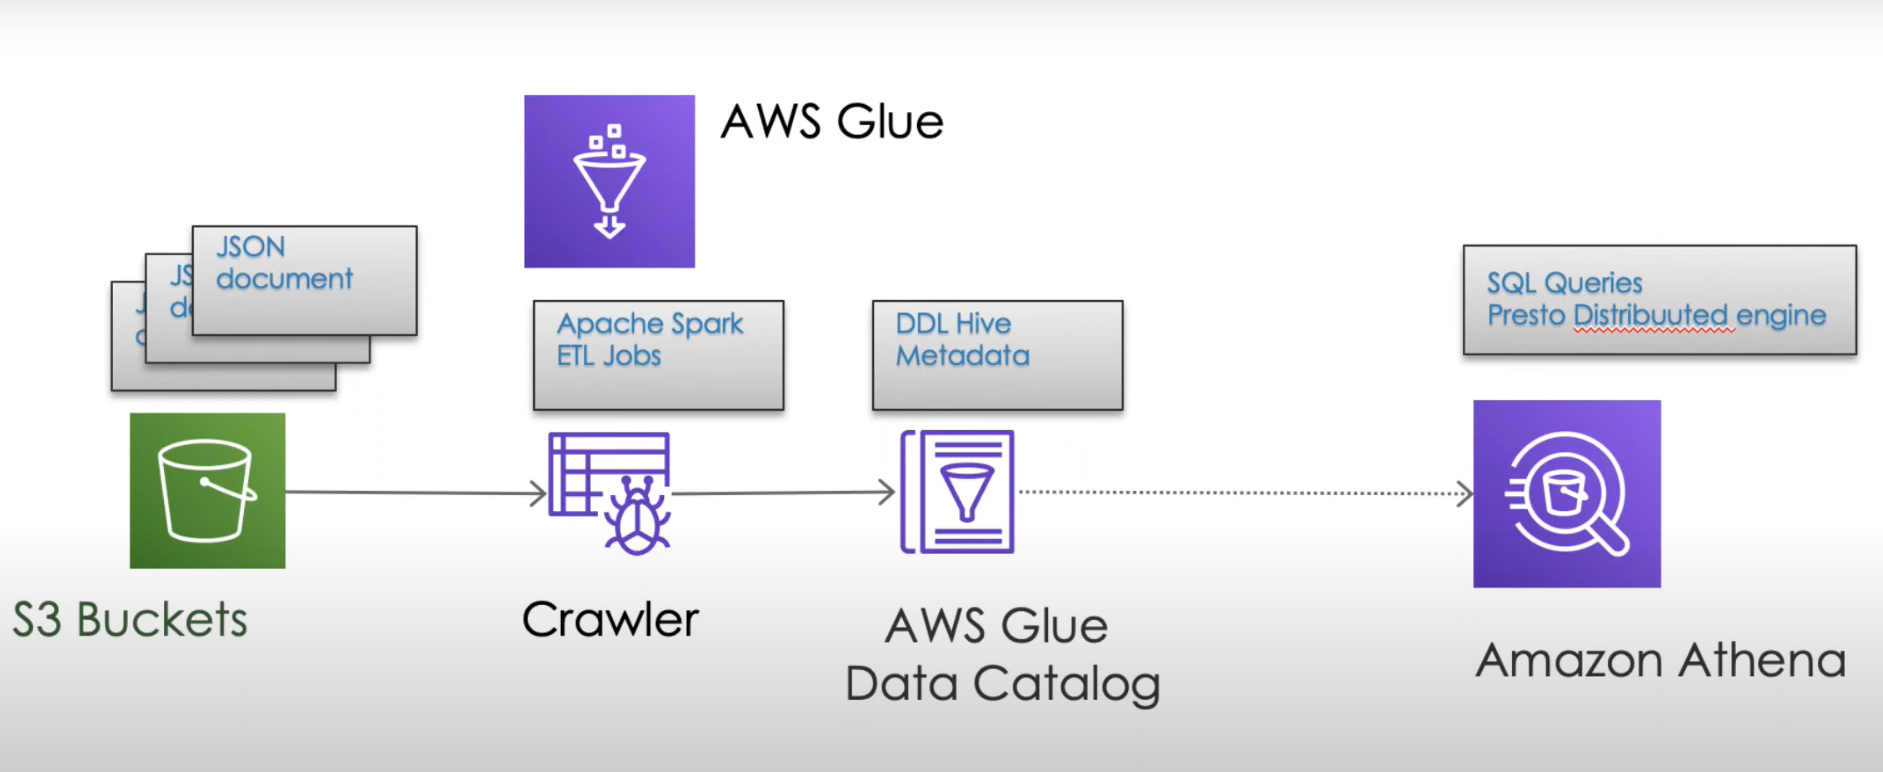 AWS Glue
JSON
document
JS
Apache Spark
ETL Jobs
DDL Hive
Metadata
SQL Queries
Presto Distribuuted engine
S3 Buckets
Crawler
AWS Glue
Data Catalog
Amazon Athena